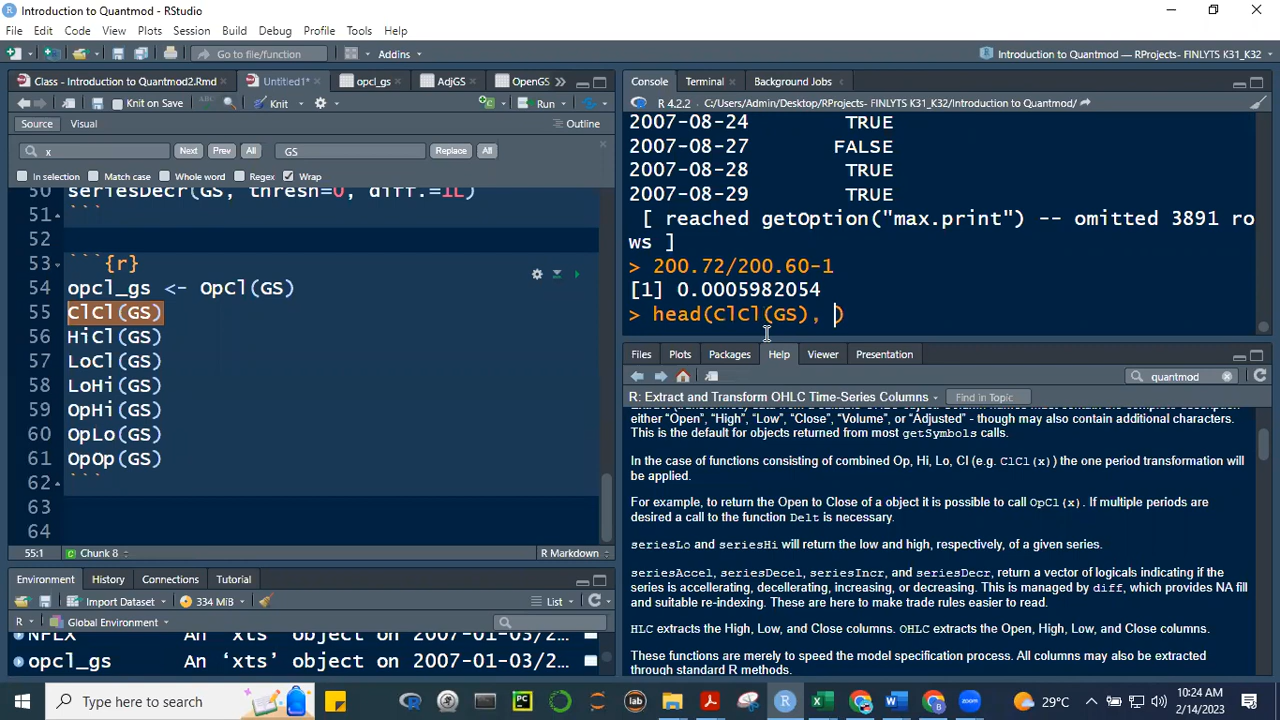 Introduction to Quantmod - RStudio
File Edit Code View Plots Session Build Debug Profile Tools Help
Go to file/function Addins Introduction to Quantmod — RProjects- FINLYTS K31_K32
Class - Introduction to Quantmod2.Rmd Untitled1* opcl_gs AdjGS OpenGS
Knit on Save ABC Knit Run
Source Visual Outline
x Next Prev All GS Replace All
In selection Match case Whole word Regex Wrap
50 seriesDecr(GS, thresh=0, diff.=1L)
51 ```
52
53 ```{r}
54 opcl_gs <- OpCl(GS)
55 ClCl(GS)
56 HiCl(GS)
57 LoCl(GS)
58 LoHi(GS)
59 OpHi(GS)
60 OpLo(GS)
61 OpOp(GS)
62 ```
63
64
55:1 Chunk 8 R Markdown
Environment History Connections Tutorial
Import Dataset 334 MiB List
R Global Environment
NFLX An 'xts' object on 2007-01-03/2...
opcl_gs An ‘xts’ object on 2007-01-03/2...
Console Terminal Background Jobs
R 4.2.2 . C:/Users/Admin/Desktop/RProjects- FINLYTS K31_K32/Introduction to Quantmod/
2007-08-24 TRUE
2007-08-27 FALSE
2007-08-28 TRUE
2007-08-29 TRUE
[ reached getOption("max.print") -- omitted 3891 ro
ws ]
> 200.72/200.60-1
[1] 0.0005982054
> head(ClCl(GS), )
Files Plots Packages Help Viewer Presentation
quantmod
R: Extract and Transform OHLC Time-Series Columns Find in Topic
either “Open”, “High”, “Low”, “Close”, “Volume”, or “Adjusted” - though may also contain additional characters.
This is the default for objects returned from most getSymbols calls.
In the case of functions consisting of combined Op, Hi, Lo, Cl (e.g. ClCl(x)) the one period transformation will
be applied.
For example, to return the Open to Close of a object it is possible to call OpCl(x). If multiple periods are
desired a call to the function Delt is necessary.
seriesLo and seriesHi will return the low and high, respectively, of a given series.
seriesAccel, seriesDecel, seriesIncr, and seriesDecr, return a vector of logicals indicating if the
series is accellerating, decellerating, increasing, or decreasing. This is managed by diff, which provides NA fill
and suitable re-indexing. These are here to make trade rules easier to read.
HLC extracts the High, Low, and Close columns. OHLC extracts the Open, High, Low, and Close columns.
These functions are merely to speed the model specification process. All columns may also be extracted
through standard R methods.
Type here to search
PC
lab
29°C
10:24 AM
2/14/2023